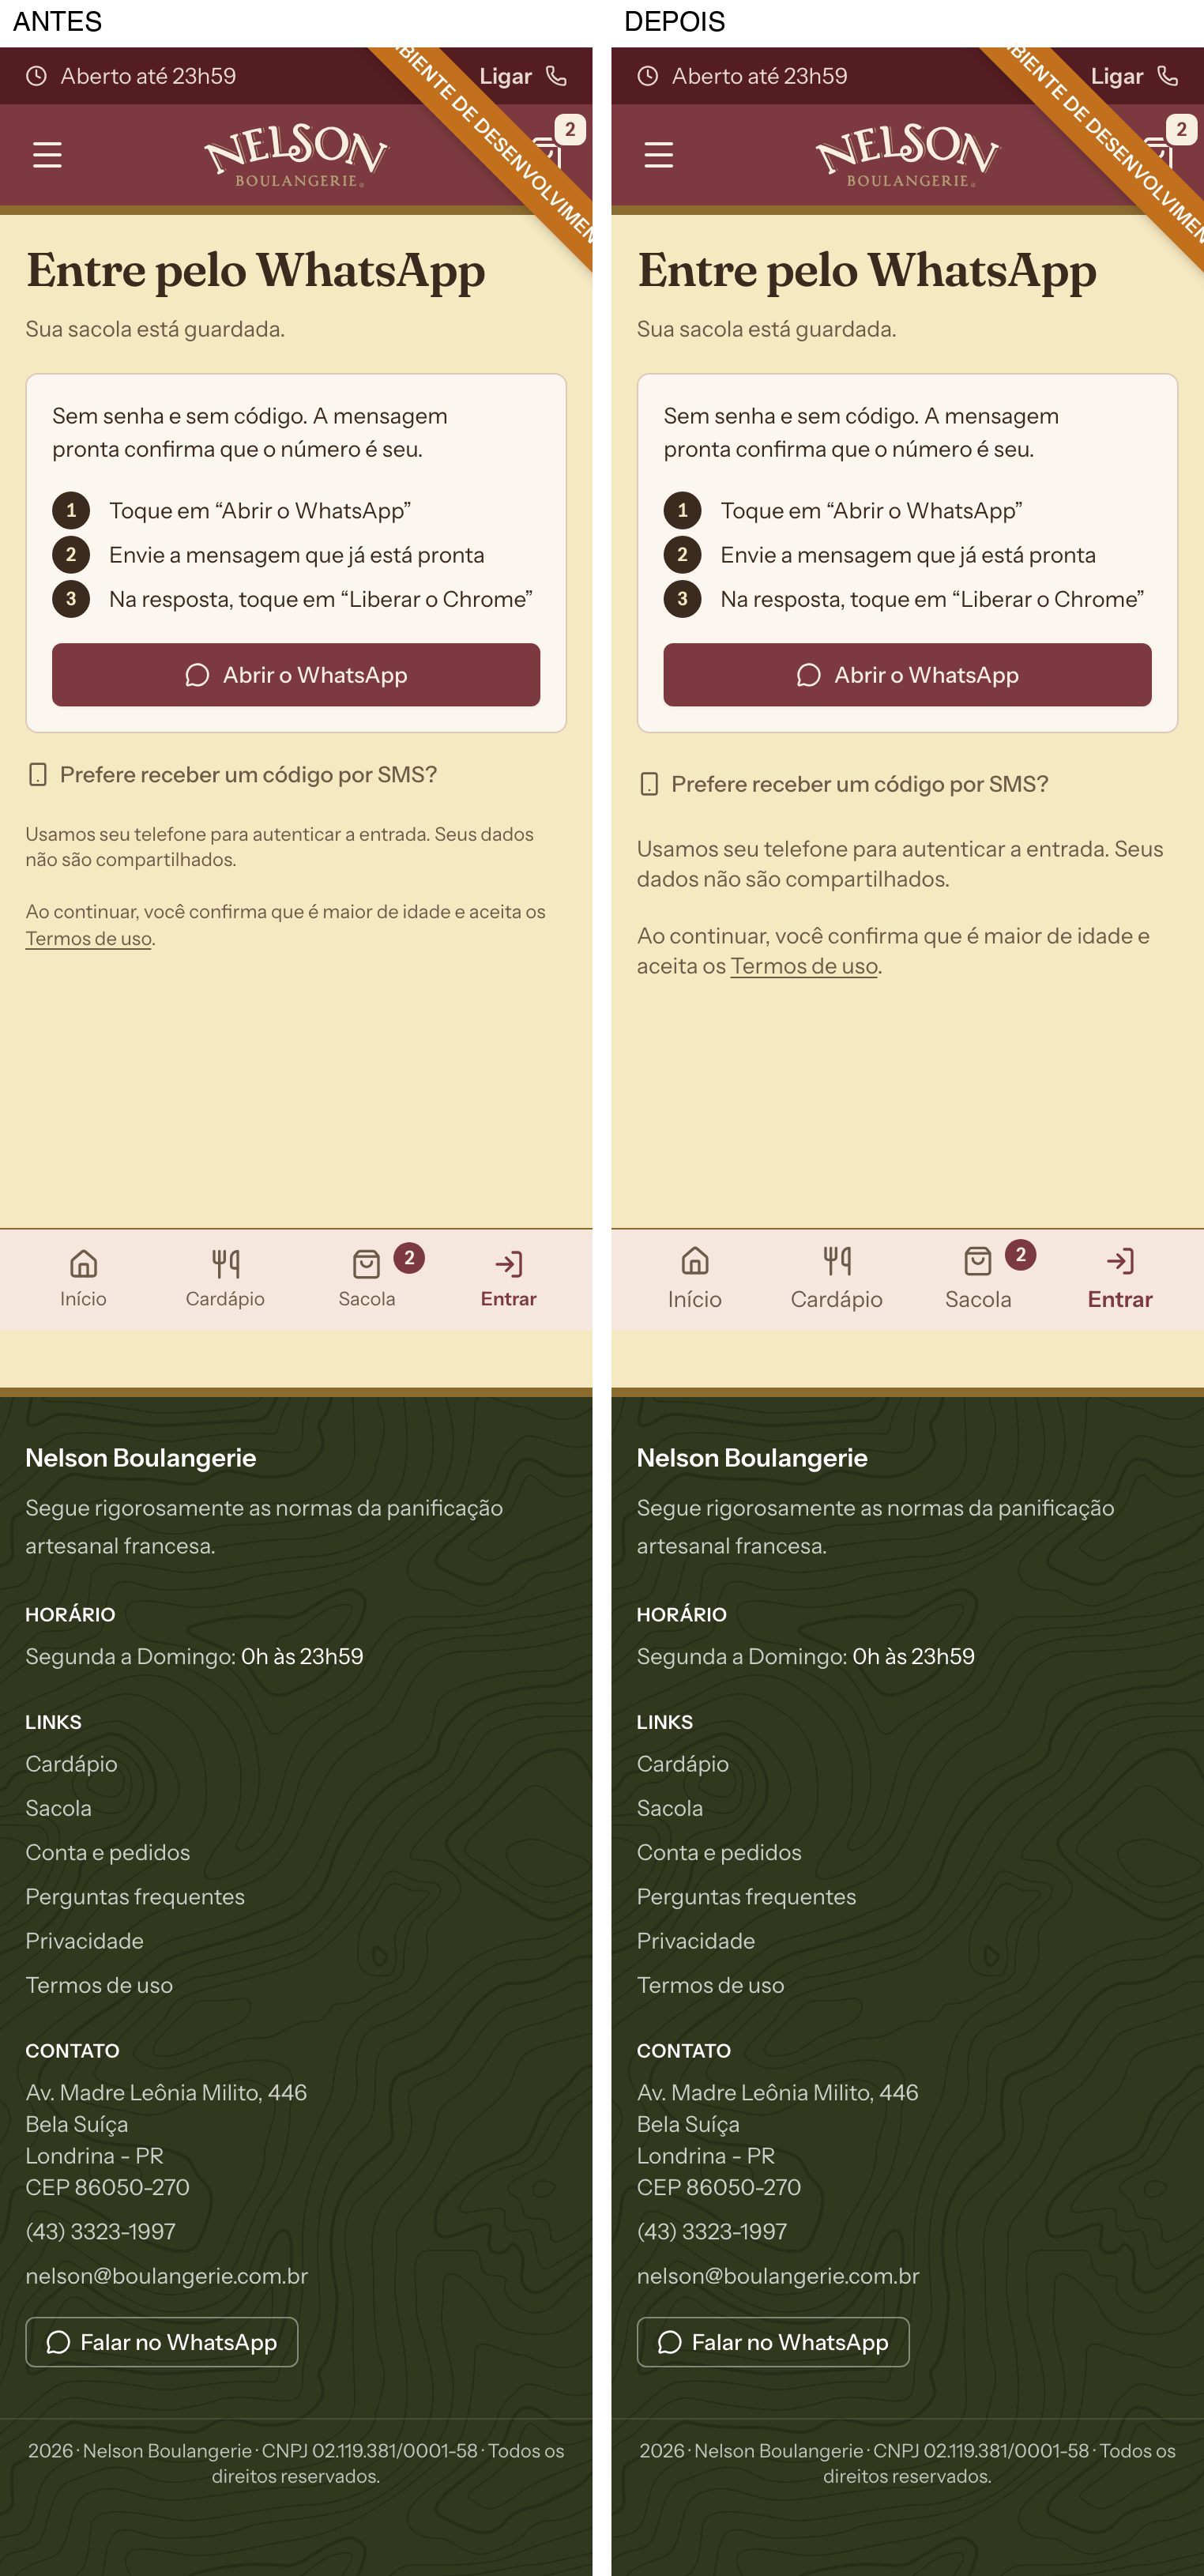 ANTES
Aberto até 23h59
Ligar
BIENTE DE DESENVOLVIMEN
2
NELSON
BOULANGERIE
Entre pelo WhatsApp
Sua sacola está guardada.
Sem senha e sem código. A mensagem
pronta confirma que o número é seu.
1 Toque em “Abrir o WhatsApp”
2 Envie a mensagem que já está pronta
3 Na resposta, toque em “Liberar o Chrome”
Abrir o WhatsApp
Prefere receber um código por SMS?
Usamos seu telefone para autenticar a entrada. Seus dados
não são compartilhados.
Ao continuar, você confirma que é maior de idade e aceita os
Termos de uso.
2
Início Cardápio Sacola Entrar
Nelson Boulangerie
Segue rigorosamente as normas da panificação
artesanal francesa.
HORÁRIO
Segunda a Domingo: 0h às 23h59
LINKS
Cardápio
Sacola
Conta e pedidos
Perguntas frequentes
Privacidade
Termos de uso
CONTATO
Av. Madre Leônia Milito, 446
Bela Suíça
Londrina - PR
CEP 86050-270
(43) 3323-1997
nelson@boulangerie.com.br
Falar no WhatsApp
2026 · Nelson Boulangerie · CNPJ 02.119.381/0001-58 · Todos os
direitos reservados.
DEPOIS
Aberto até 23h59
Ligar
BIENTE DE DESENVOLVIMEN
2
NELSON
BOULANGERIE
Entre pelo WhatsApp
Sua sacola está guardada.
Sem senha e sem código. A mensagem
pronta confirma que o número é seu.
1 Toque em “Abrir o WhatsApp”
2 Envie a mensagem que já está pronta
3 Na resposta, toque em “Liberar o Chrome”
Abrir o WhatsApp
Prefere receber um código por SMS?
Usamos seu telefone para autenticar a entrada. Seus
dados não são compartilhados.
Ao continuar, você confirma que é maior de idade e
aceita os Termos de uso.
2
Início Cardápio Sacola Entrar
Nelson Boulangerie
Segue rigorosamente as normas da panificação
artesanal francesa.
HORÁRIO
Segunda a Domingo: 0h às 23h59
LINKS
Cardápio
Sacola
Conta e pedidos
Perguntas frequentes
Privacidade
Termos de uso
CONTATO
Av. Madre Leônia Milito, 446
Bela Suíça
Londrina - PR
CEP 86050-270
(43) 3323-1997
nelson@boulangerie.com.br
Falar no WhatsApp
2026 · Nelson Boulangerie · CNPJ 02.119.381/0001-58 · Todos os
direitos reservados.